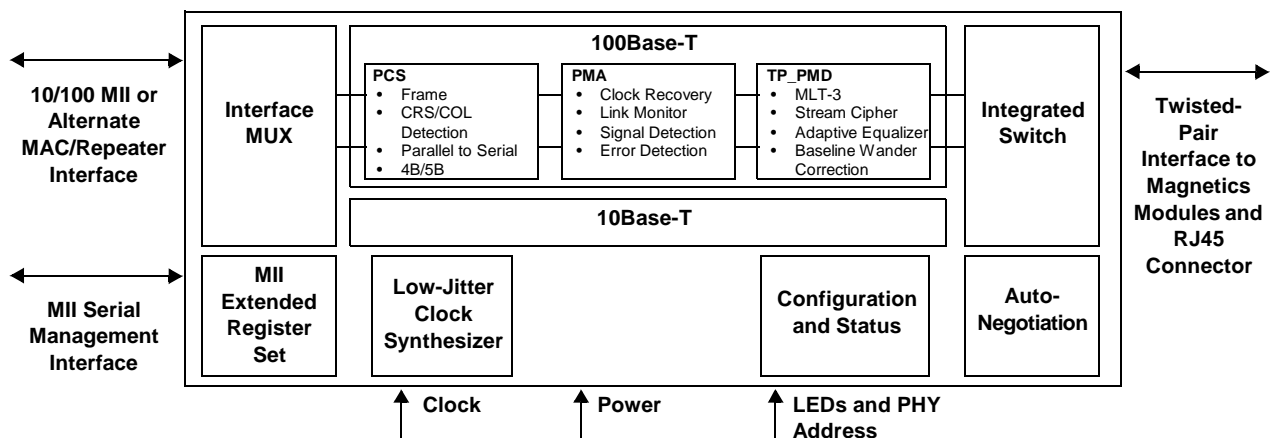 100Base-T
10/100 MII or
Alternate
MAC/Repeater
Interface
Interface
MUX
PCS
• Frame
• CRS/COL
Detection
• Parallel to Serial
• 4B/5B
PMA
• Clock Recovery
• Link Monitor
• Signal Detection
• Error Detection
TP_PMD
• MLT-3
• Stream Cipher
• Adaptive Equalizer
• Baseline Wander
Correction
Integrated
Switch
Twisted-
Pair
Interface to
Magnetics
Modules and
RJ45
Connector
10Base-T
MII Serial
Management
Interface
MII
Extended
Register
Set
Low-Jitter
Clock
Synthesizer
Configuration
and Status
Auto-
Negotiation
Clock
Power
LEDs and PHY
Address